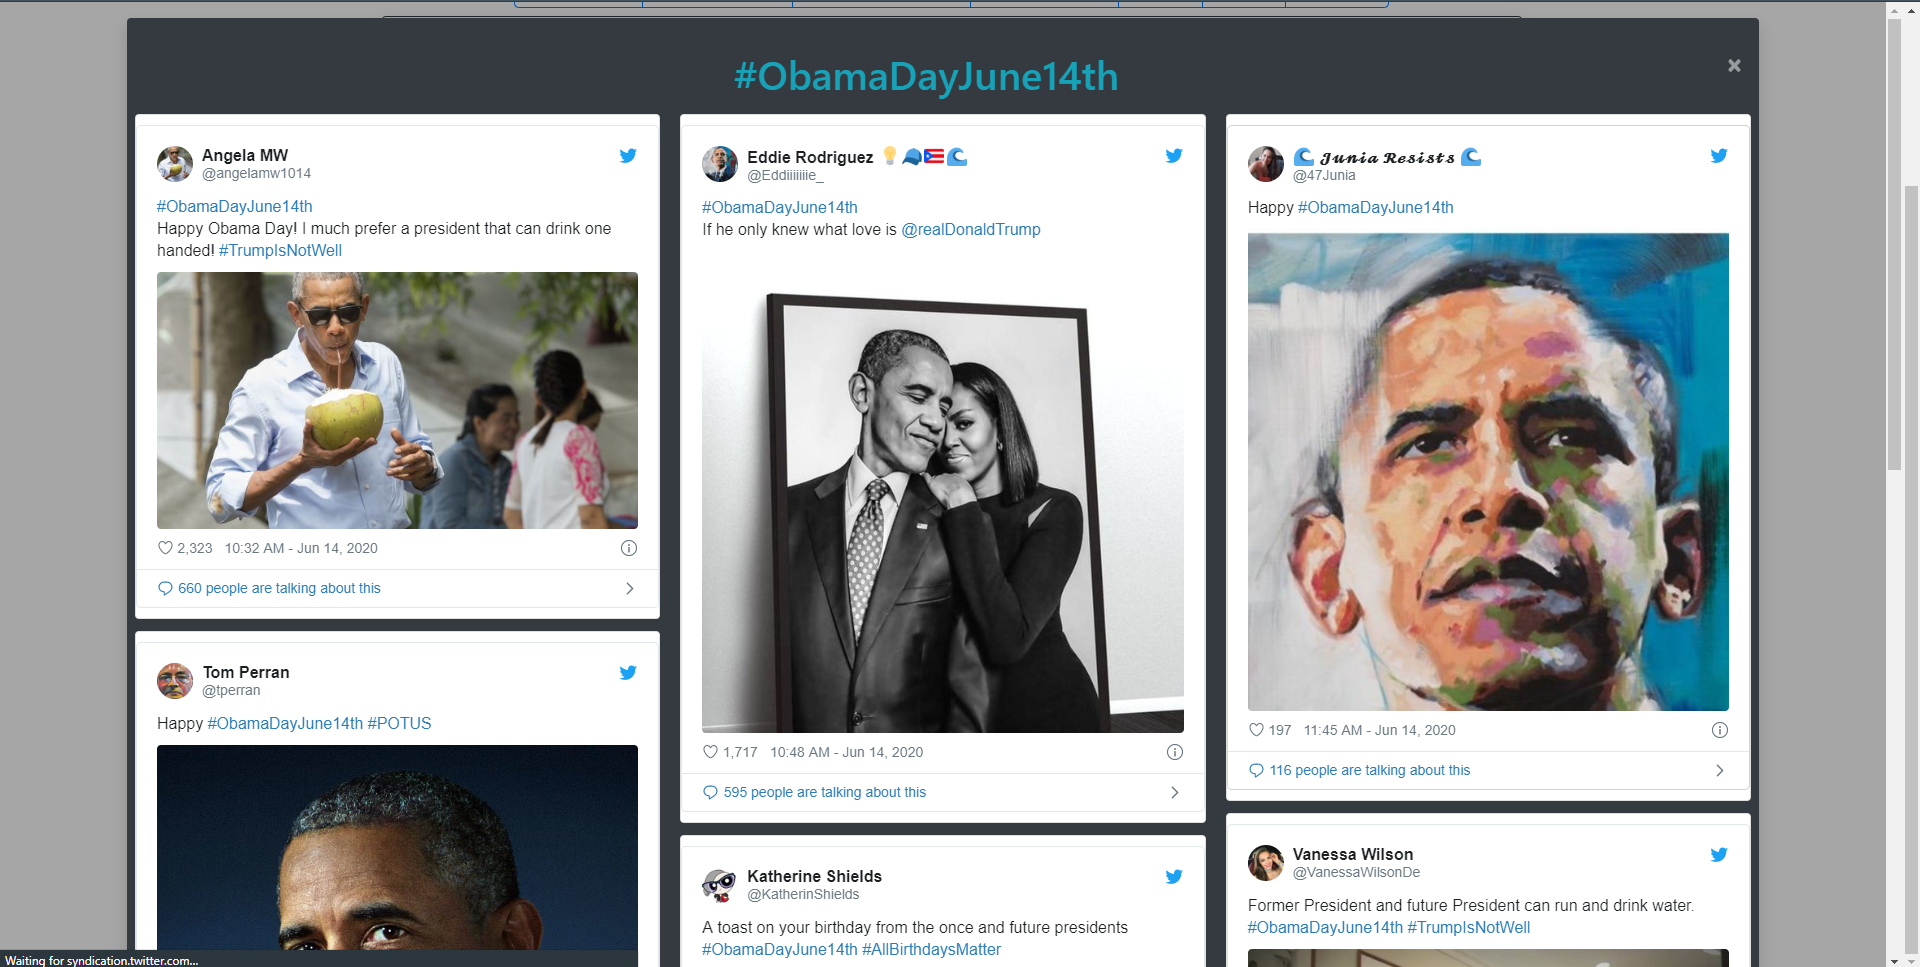 #ObamaDayJune14th
×
Angela MW
@angelamw1014
#ObamaDayJune14th
Happy Obama Day! I much prefer a president that can drink one
handed! #TrumpIsNotWell
2,323 10:32 AM - Jun 14, 2020
660 people are talking about this
Tom Perran
@tperran
Happy #ObamaDayJune14th #POTUS
Eddie Rodriguez 💡🧢🇵🇷🌊
@Eddiiiiiiie_
#ObamaDayJune14th
If he only knew what love is @realDonaldTrump
1,717 10:48 AM - Jun 14, 2020
595 people are talking about this
Katherine Shields
@KatherinShields
A toast on your birthday from the once and future presidents
#ObamaDayJune14th #AllBirthdaysMatter
🌊 𝓙𝓾𝓷𝓲𝓪 𝓡𝓮𝓼𝓲𝓼𝓽𝓼 🌊
@47Junia
Happy #ObamaDayJune14th
197 11:45 AM - Jun 14, 2020
116 people are talking about this
Vanessa Wilson
@VanessaWilsonDe
Former President and future President can run and drink water.
#ObamaDayJune14th #TrumpIsNotWell
Waiting for syndication.twitter.com...